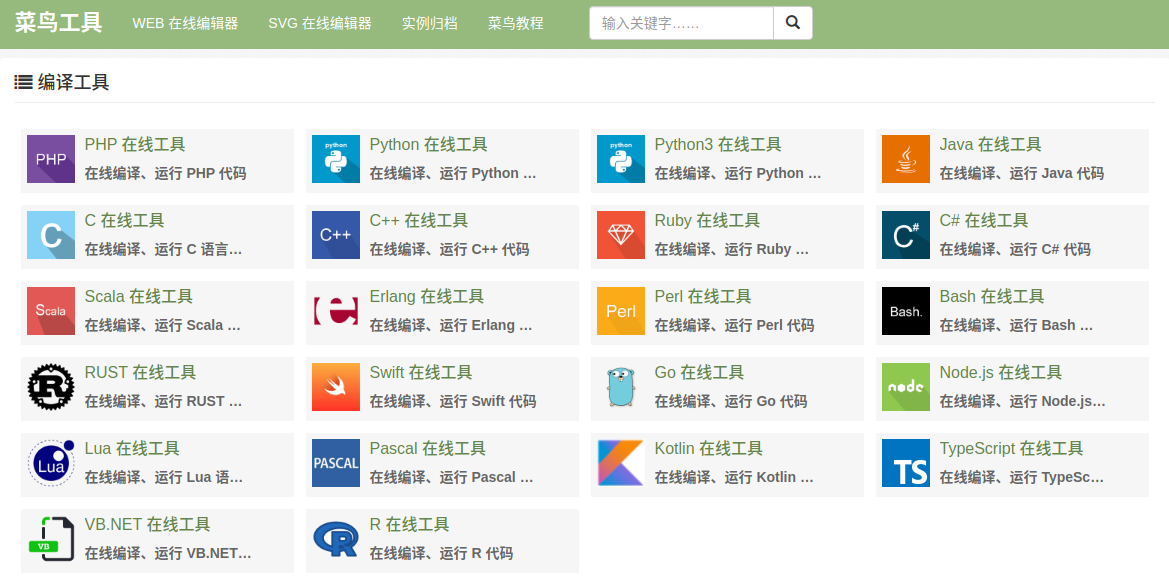 菜鸟工具 WEB 在线编辑器 SVG 在线编辑器 实例归档 菜鸟教程 输入关键字……
编译工具
PHP PHP 在线工具
在线编译、运行 PHP 代码
python Python 在线工具
在线编译、运行 Python …
python Python3 在线工具
在线编译、运行 Python …
Java 在线工具
在线编译、运行 Java 代码
C C 在线工具
在线编译、运行 C 语言…
C++ C++ 在线工具
在线编译、运行 C++ 代码
Ruby 在线工具
在线编译、运行 Ruby …
C# C# 在线工具
在线编译、运行 C# 代码
Scala Scala 在线工具
在线编译、运行 Scala …
e Erlang 在线工具
在线编译、运行 Erlang …
Perl Perl 在线工具
在线编译、运行 Perl 代码
Bash. Bash 在线工具
在线编译、运行 Bash …
R RUST 在线工具
在线编译、运行 RUST …
Swift 在线工具
在线编译、运行 Swift 代码
Go 在线工具
在线编译、运行 Go 代码
node Node.js 在线工具
在线编译、运行 Node.js…
Lua Lua 在线工具
在线编译、运行 Lua 语…
PASCAL Pascal 在线工具
在线编译、运行 Pascal …
Kotlin 在线工具
在线编译、运行 Kotlin …
TS TypeScript 在线工具
在线编译、运行 TypeSc…
VB VB.NET 在线工具
在线编译、运行 VB.NET…
R R 在线工具
在线编译、运行 R 代码